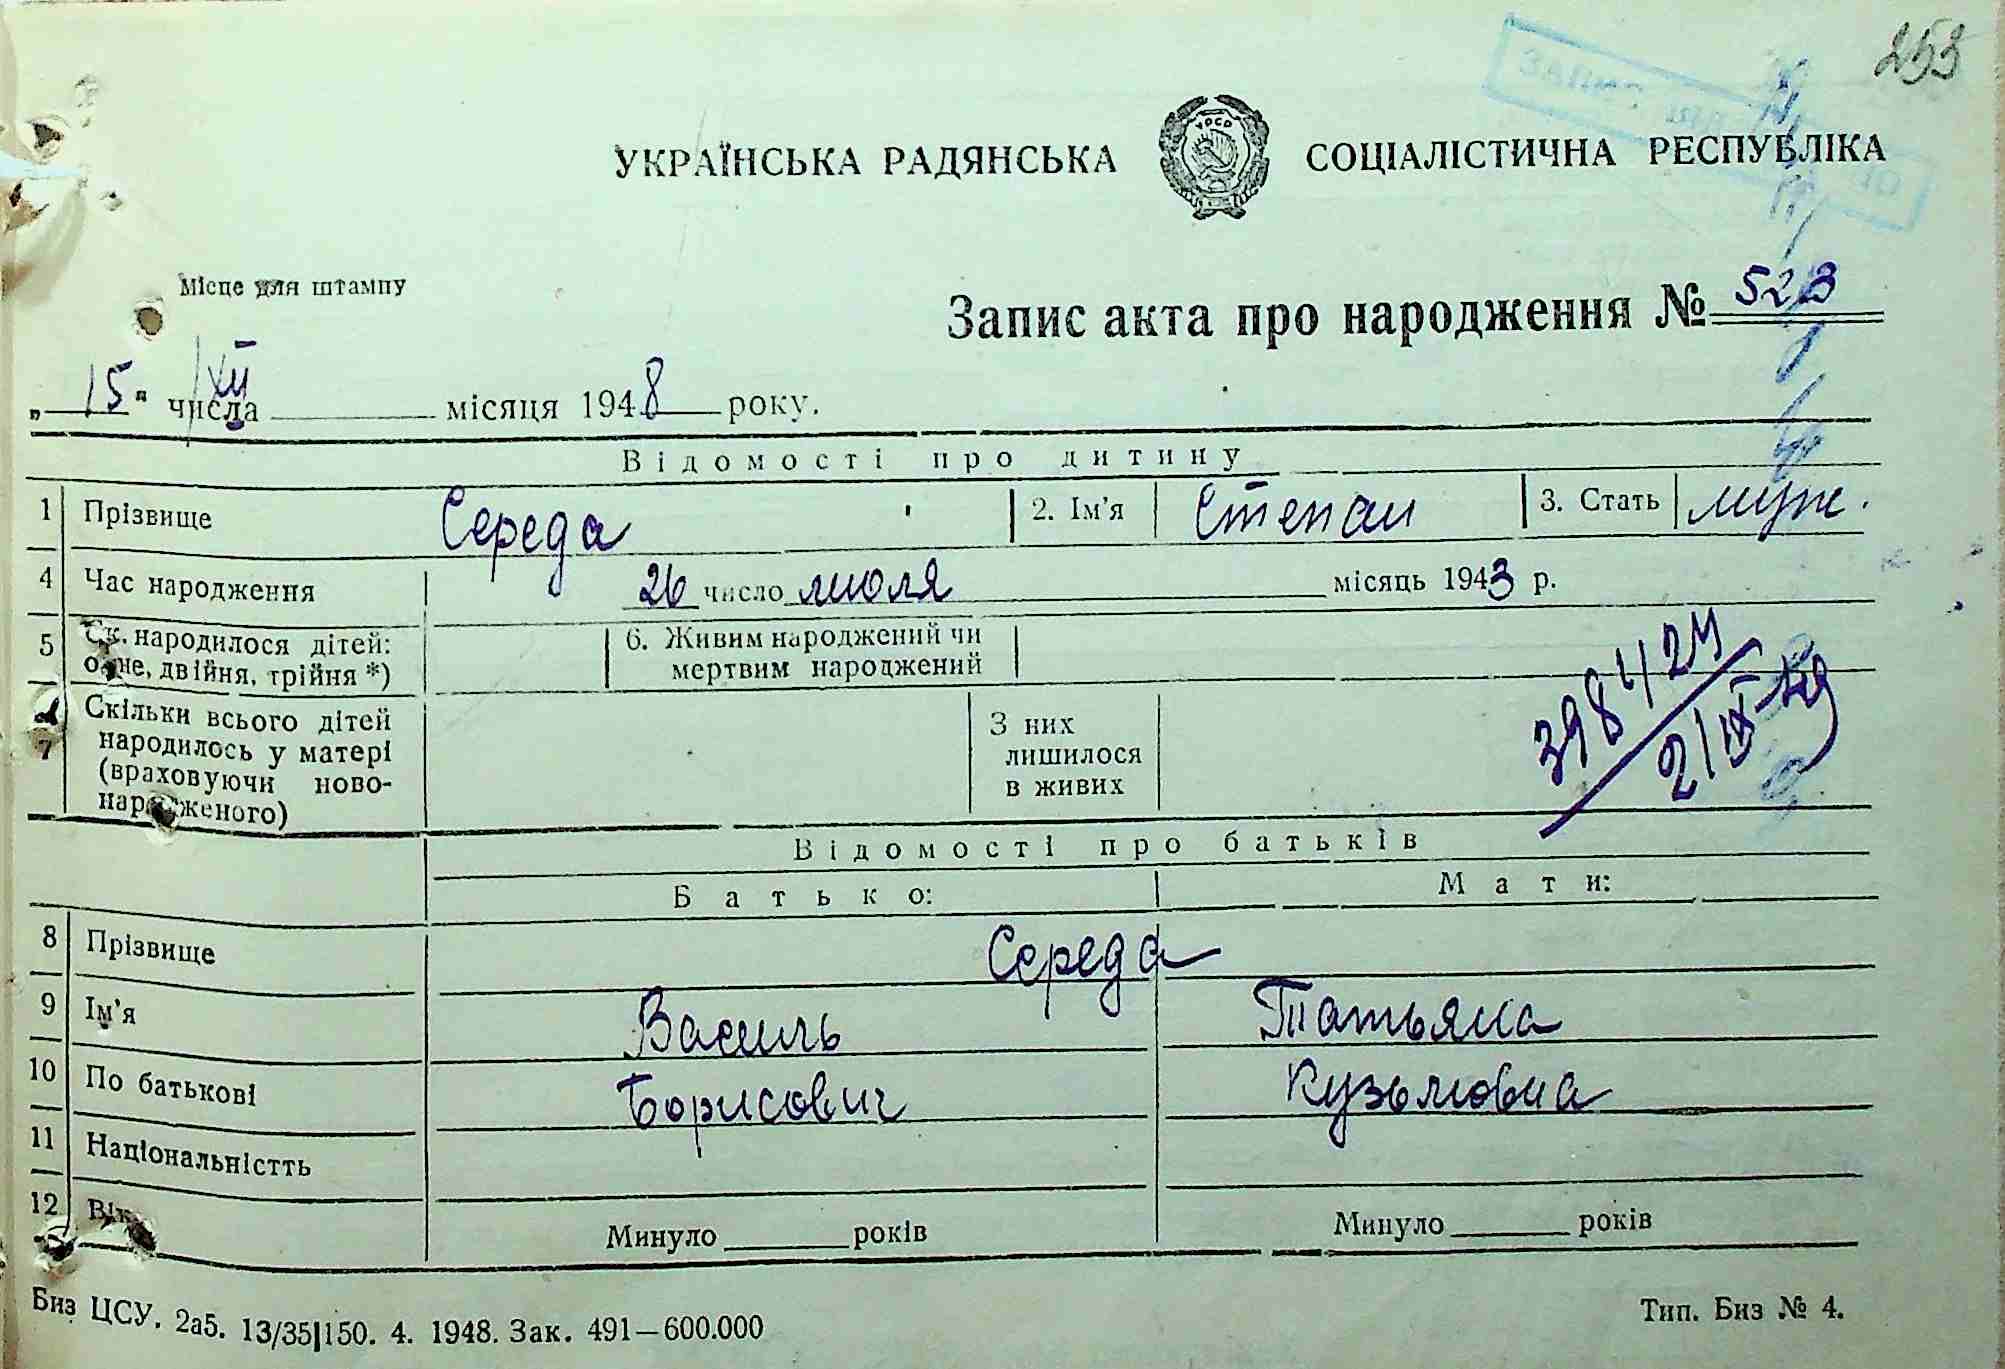 253
УКРАЇНСЬКА РАДЯНСЬКА СОЦІАЛІСТИЧНА РЕСПУБЛІКА
УРСР
Місце для штампу
Запис акта про народження № 523
„ 15 " числа XII місяця 1948 року.
Відомості про дитину
1 Прізвище Середа 2. Ім'я Степан 3. Стать муж.
4 Час народження 26 число июля місяць 1943 р.
5 Ск. народилося дітей: одне, двійня, трійня *) 6. Живим народжений чи мертвим народжений
7 Скільки всього дітей народилось у матері (враховуючи новонародженого) З них лишилося в живих
Відомості про батьків
Батько: Мати:
8 Прізвище Середа
9 Ім'я Василь Татьяна
10 По батькові Борисович Кузьмовна
11 Національністть
12 Вік Минуло років Минуло років
Биз ЦСУ. 2а5. 13/35|150. 4. 1948. Зак. 491—600.000
Тип. Биз № 4.